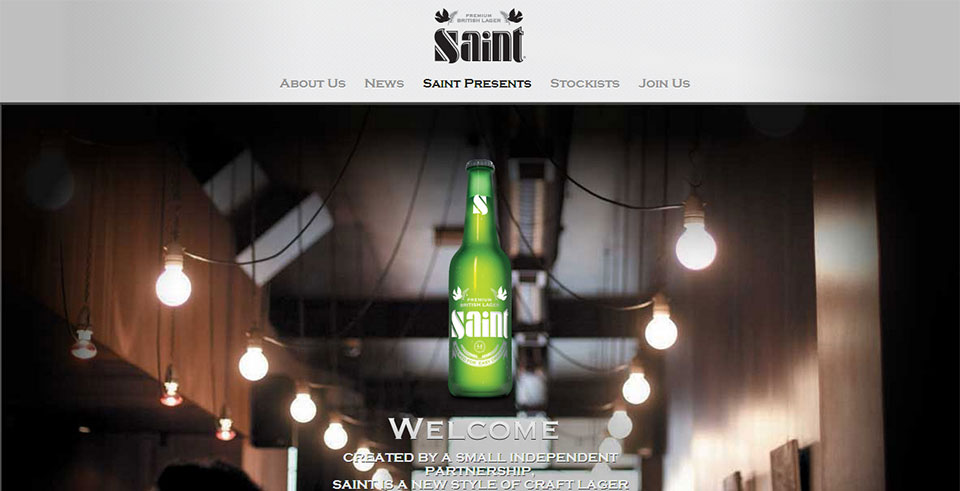 PREMIUM
BRITISH LAGER
Saint
About Us News Saint Presents Stockists Join Us
S
PREMIUM
BRITISH LAGER
Saint
Welcome
Created by a small independent
partnership,
Saint is a new style of craft lager